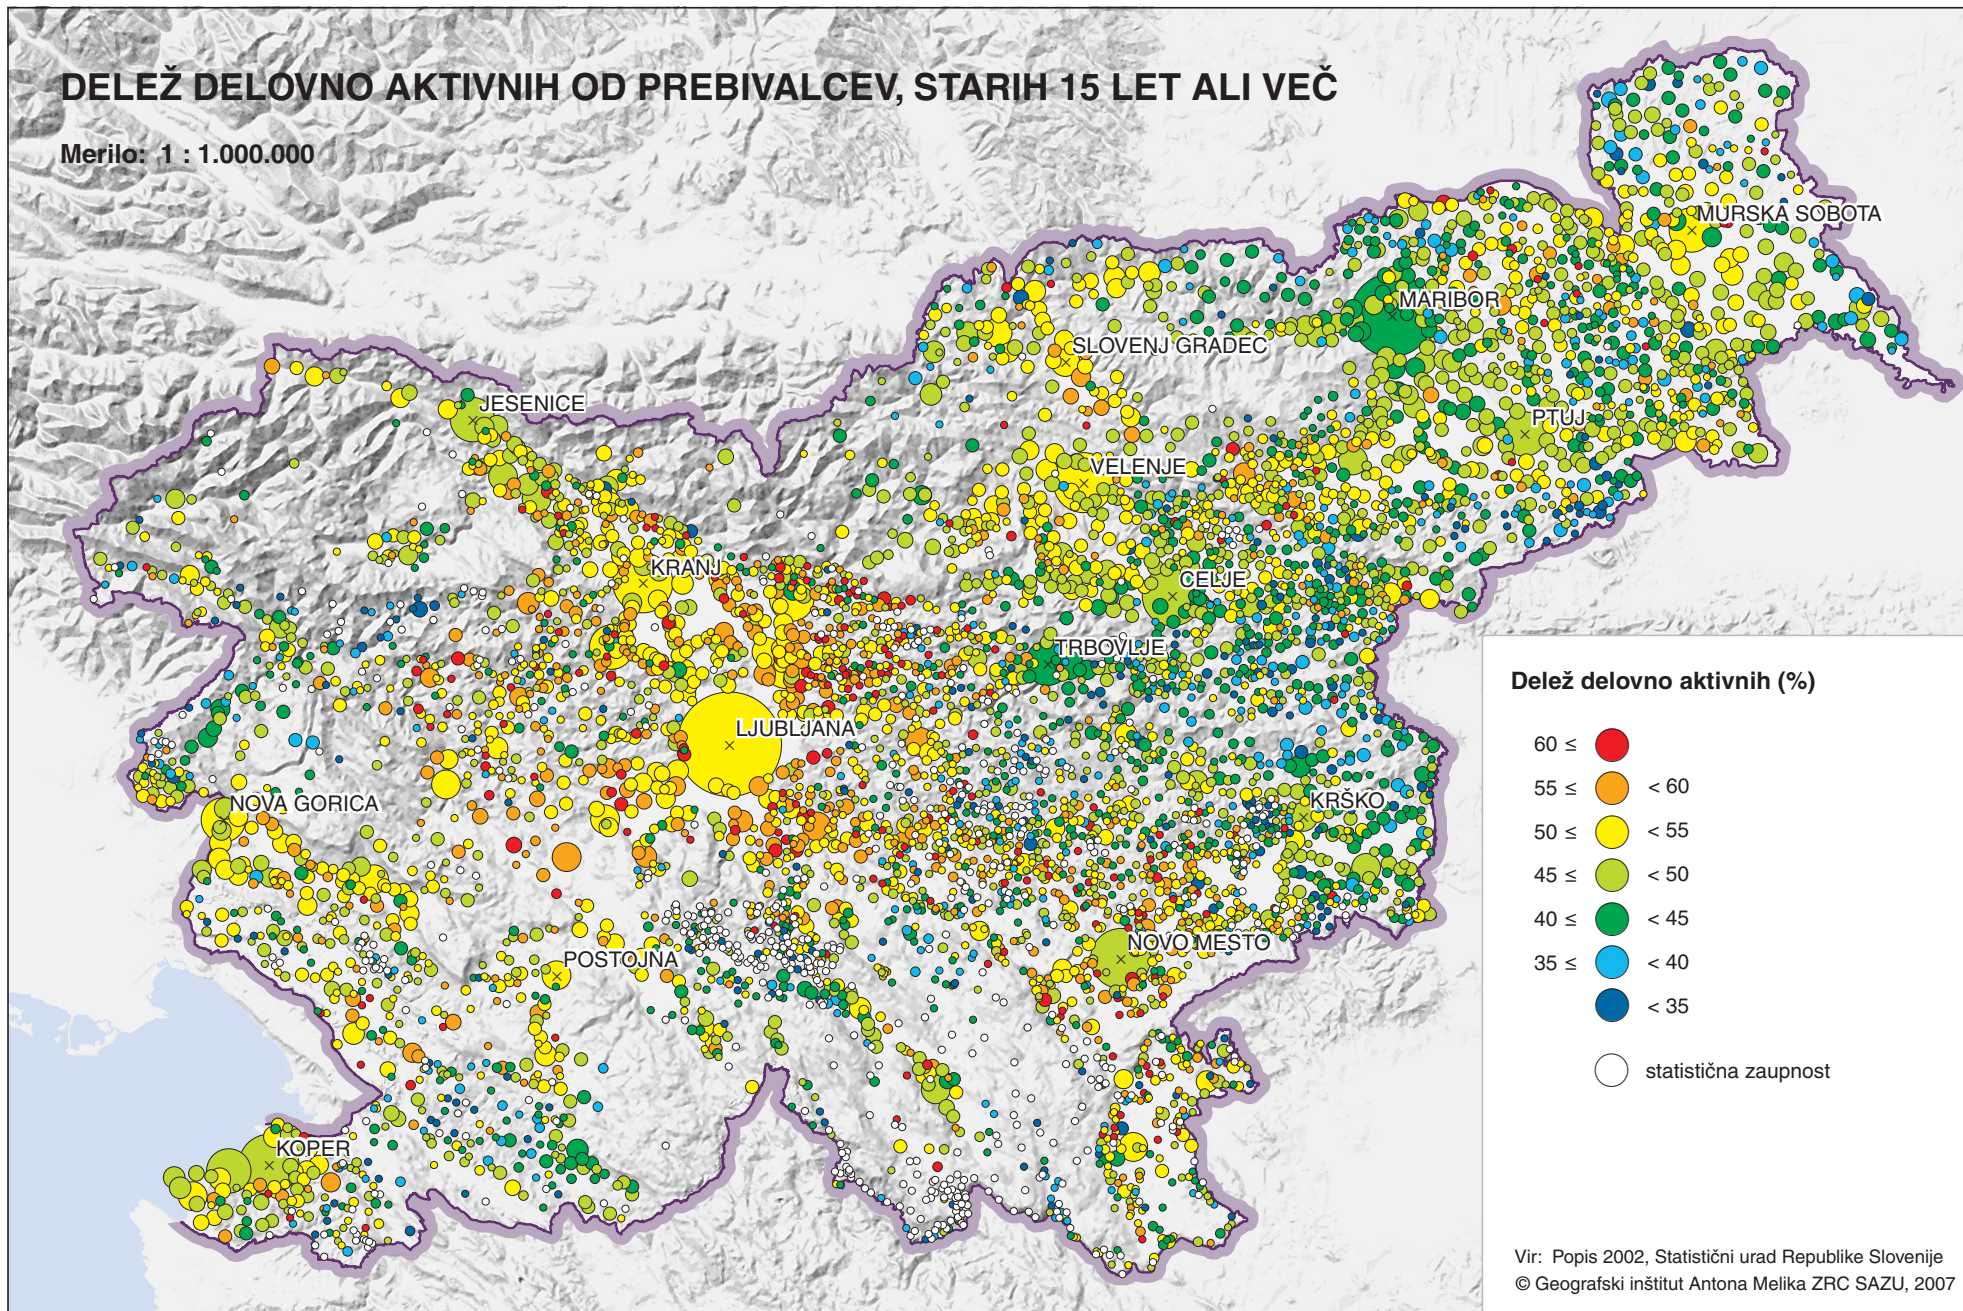 DELEŽ DELOVNO AKTIVNIH OD PREBIVALCEV, STARIH 15 LET ALI VEČ
Merilo: 1 : 1.000.000
MURSKA SOBOTA
MARIBOR
SLOVENJ GRADEC
JESENICE
PTUJ
VELENJE
KRANJ
CELJE
TRBOVLJE
LJUBLJANA
NOVA GORICA
KRŠKO
NOVO MESTO
POSTOJNA
KOPER
Delež delovno aktivnih (%)
60 ≤
55 ≤ < 60
50 ≤ < 55
45 ≤ < 50
40 ≤ < 45
35 ≤ < 40
< 35
statistična zaupnost
Vir: Popis 2002, Statistični urad Republike Slovenije
© Geografski inštitut Antona Melika ZRC SAZU, 2007